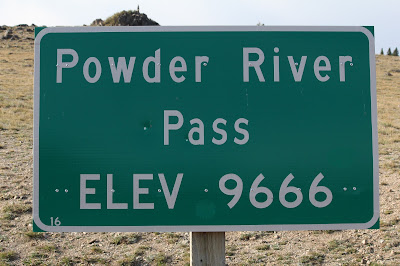 Powder River
Pass
ELEV 9666
16